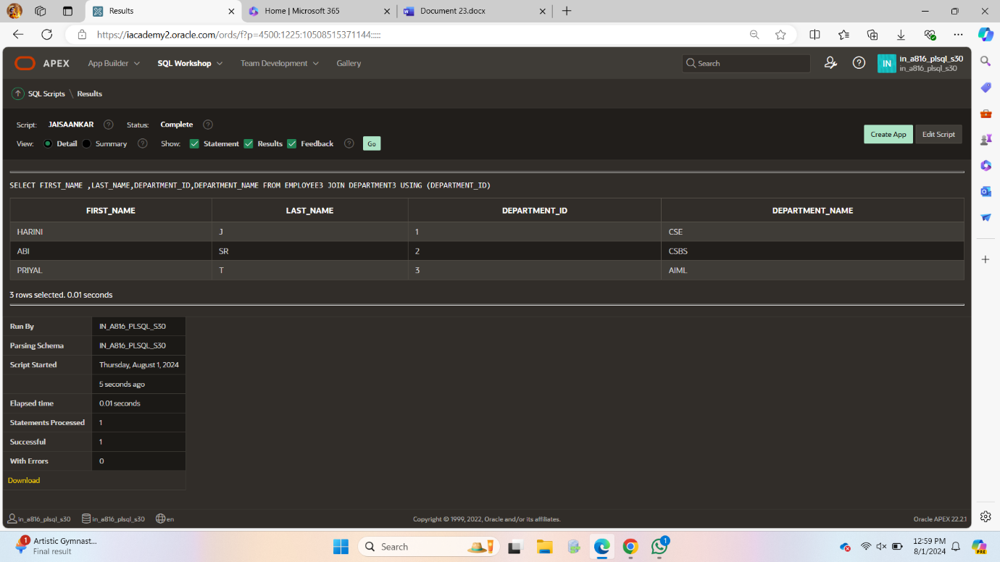 Results
Home | Microsoft 365
Document 23.docx
https://iacademy2.oracle.com/ords/f?p=4500:1225:10508515371144:::::
APEX App Builder SQL Workshop Team Development Gallery
Search
IN in_a816_plsql_s30
in_a816_plsql_s30
SQL Scripts \ Results
Script: JAISAANKAR Status: Complete
View: Detail Summary Show: Statement Results Feedback Go
Create App Edit Script
SELECT FIRST_NAME ,LAST_NAME,DEPARTMENT_ID,DEPARTMENT_NAME FROM EMPLOYEE3 JOIN DEPARTMENT3 USING (DEPARTMENT_ID)
FIRST_NAME LAST_NAME DEPARTMENT_ID DEPARTMENT_NAME
HARINI J 1 CSE
ABI SR 2 CSBS
PRIYAL T 3 AIML
3 rows selected. 0.01 seconds
Run By IN_A816_PLSQL_S30
Parsing Schema IN_A816_PLSQL_S30
Script Started Thursday, August 1, 2024
5 seconds ago
Elapsed time 0.01 seconds
Statements Processed 1
Successful 1
With Errors 0
Download
in_a816_plsql_s30 in_a816_plsql_s30 en
Copyright © 1999, 2022, Oracle and/or its affiliates.
Oracle APEX 22.2.1
1 Artistic Gymnast...
Final result
Search
1
12:59 PM
8/1/2024
PRE